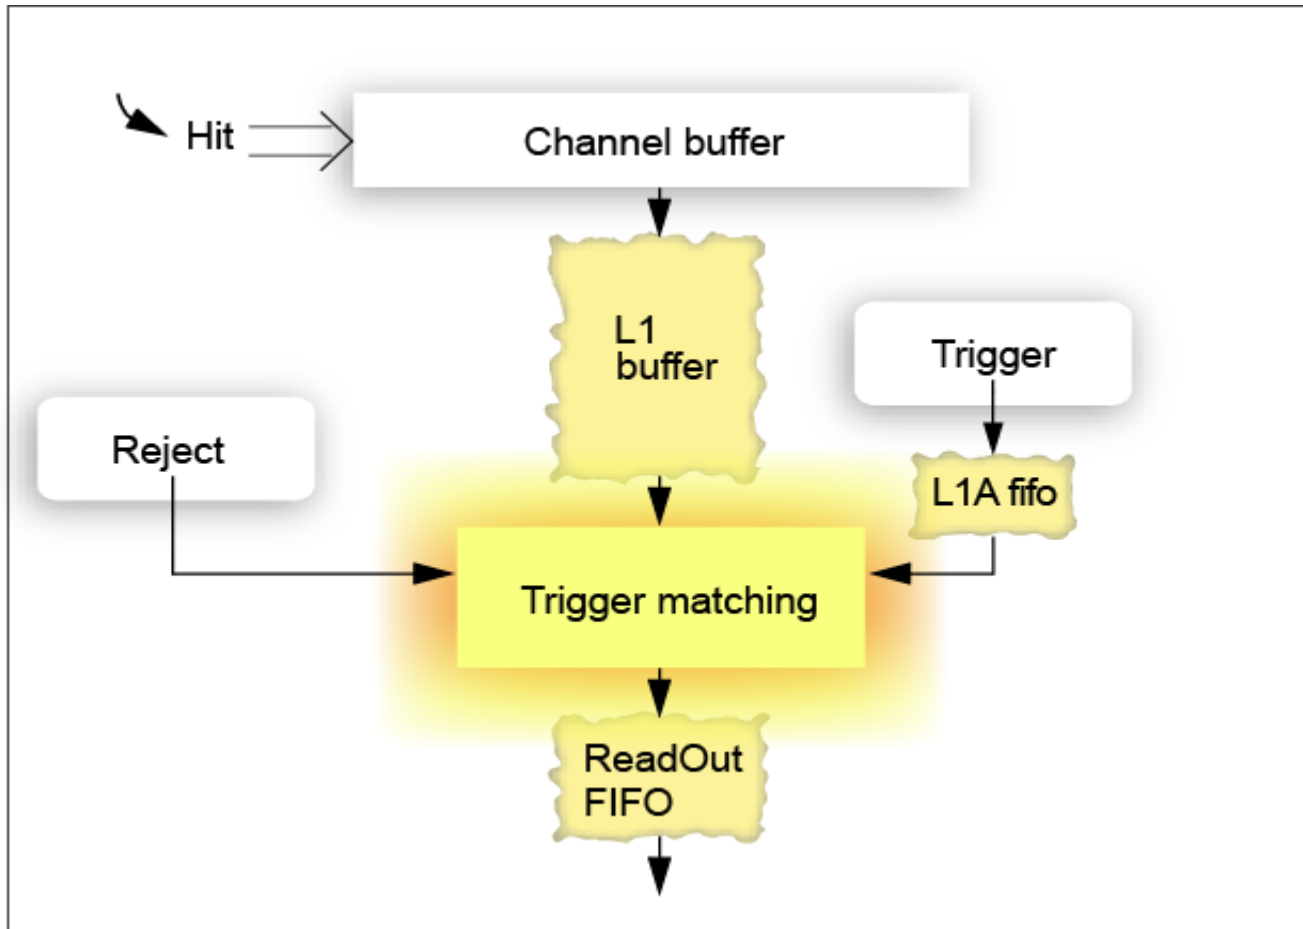 Hit
Channel buffer
L1
buffer
Trigger
Reject
L1A fifo
Trigger matching
ReadOut
FIFO